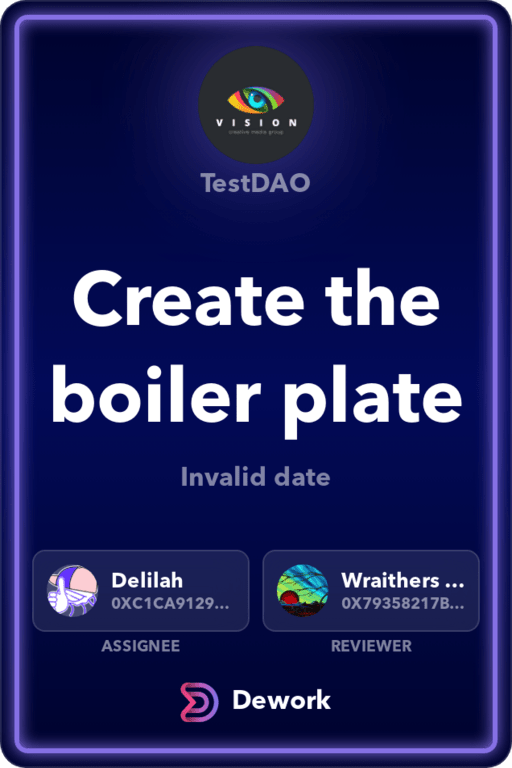 VISION
creative media group
TestDAO
Create the
boiler plate
Invalid date
Delilah
0XC1CA9129...
Wraithers ...
0X79358217B...
ASSIGNEE
REVIEWER
Dework